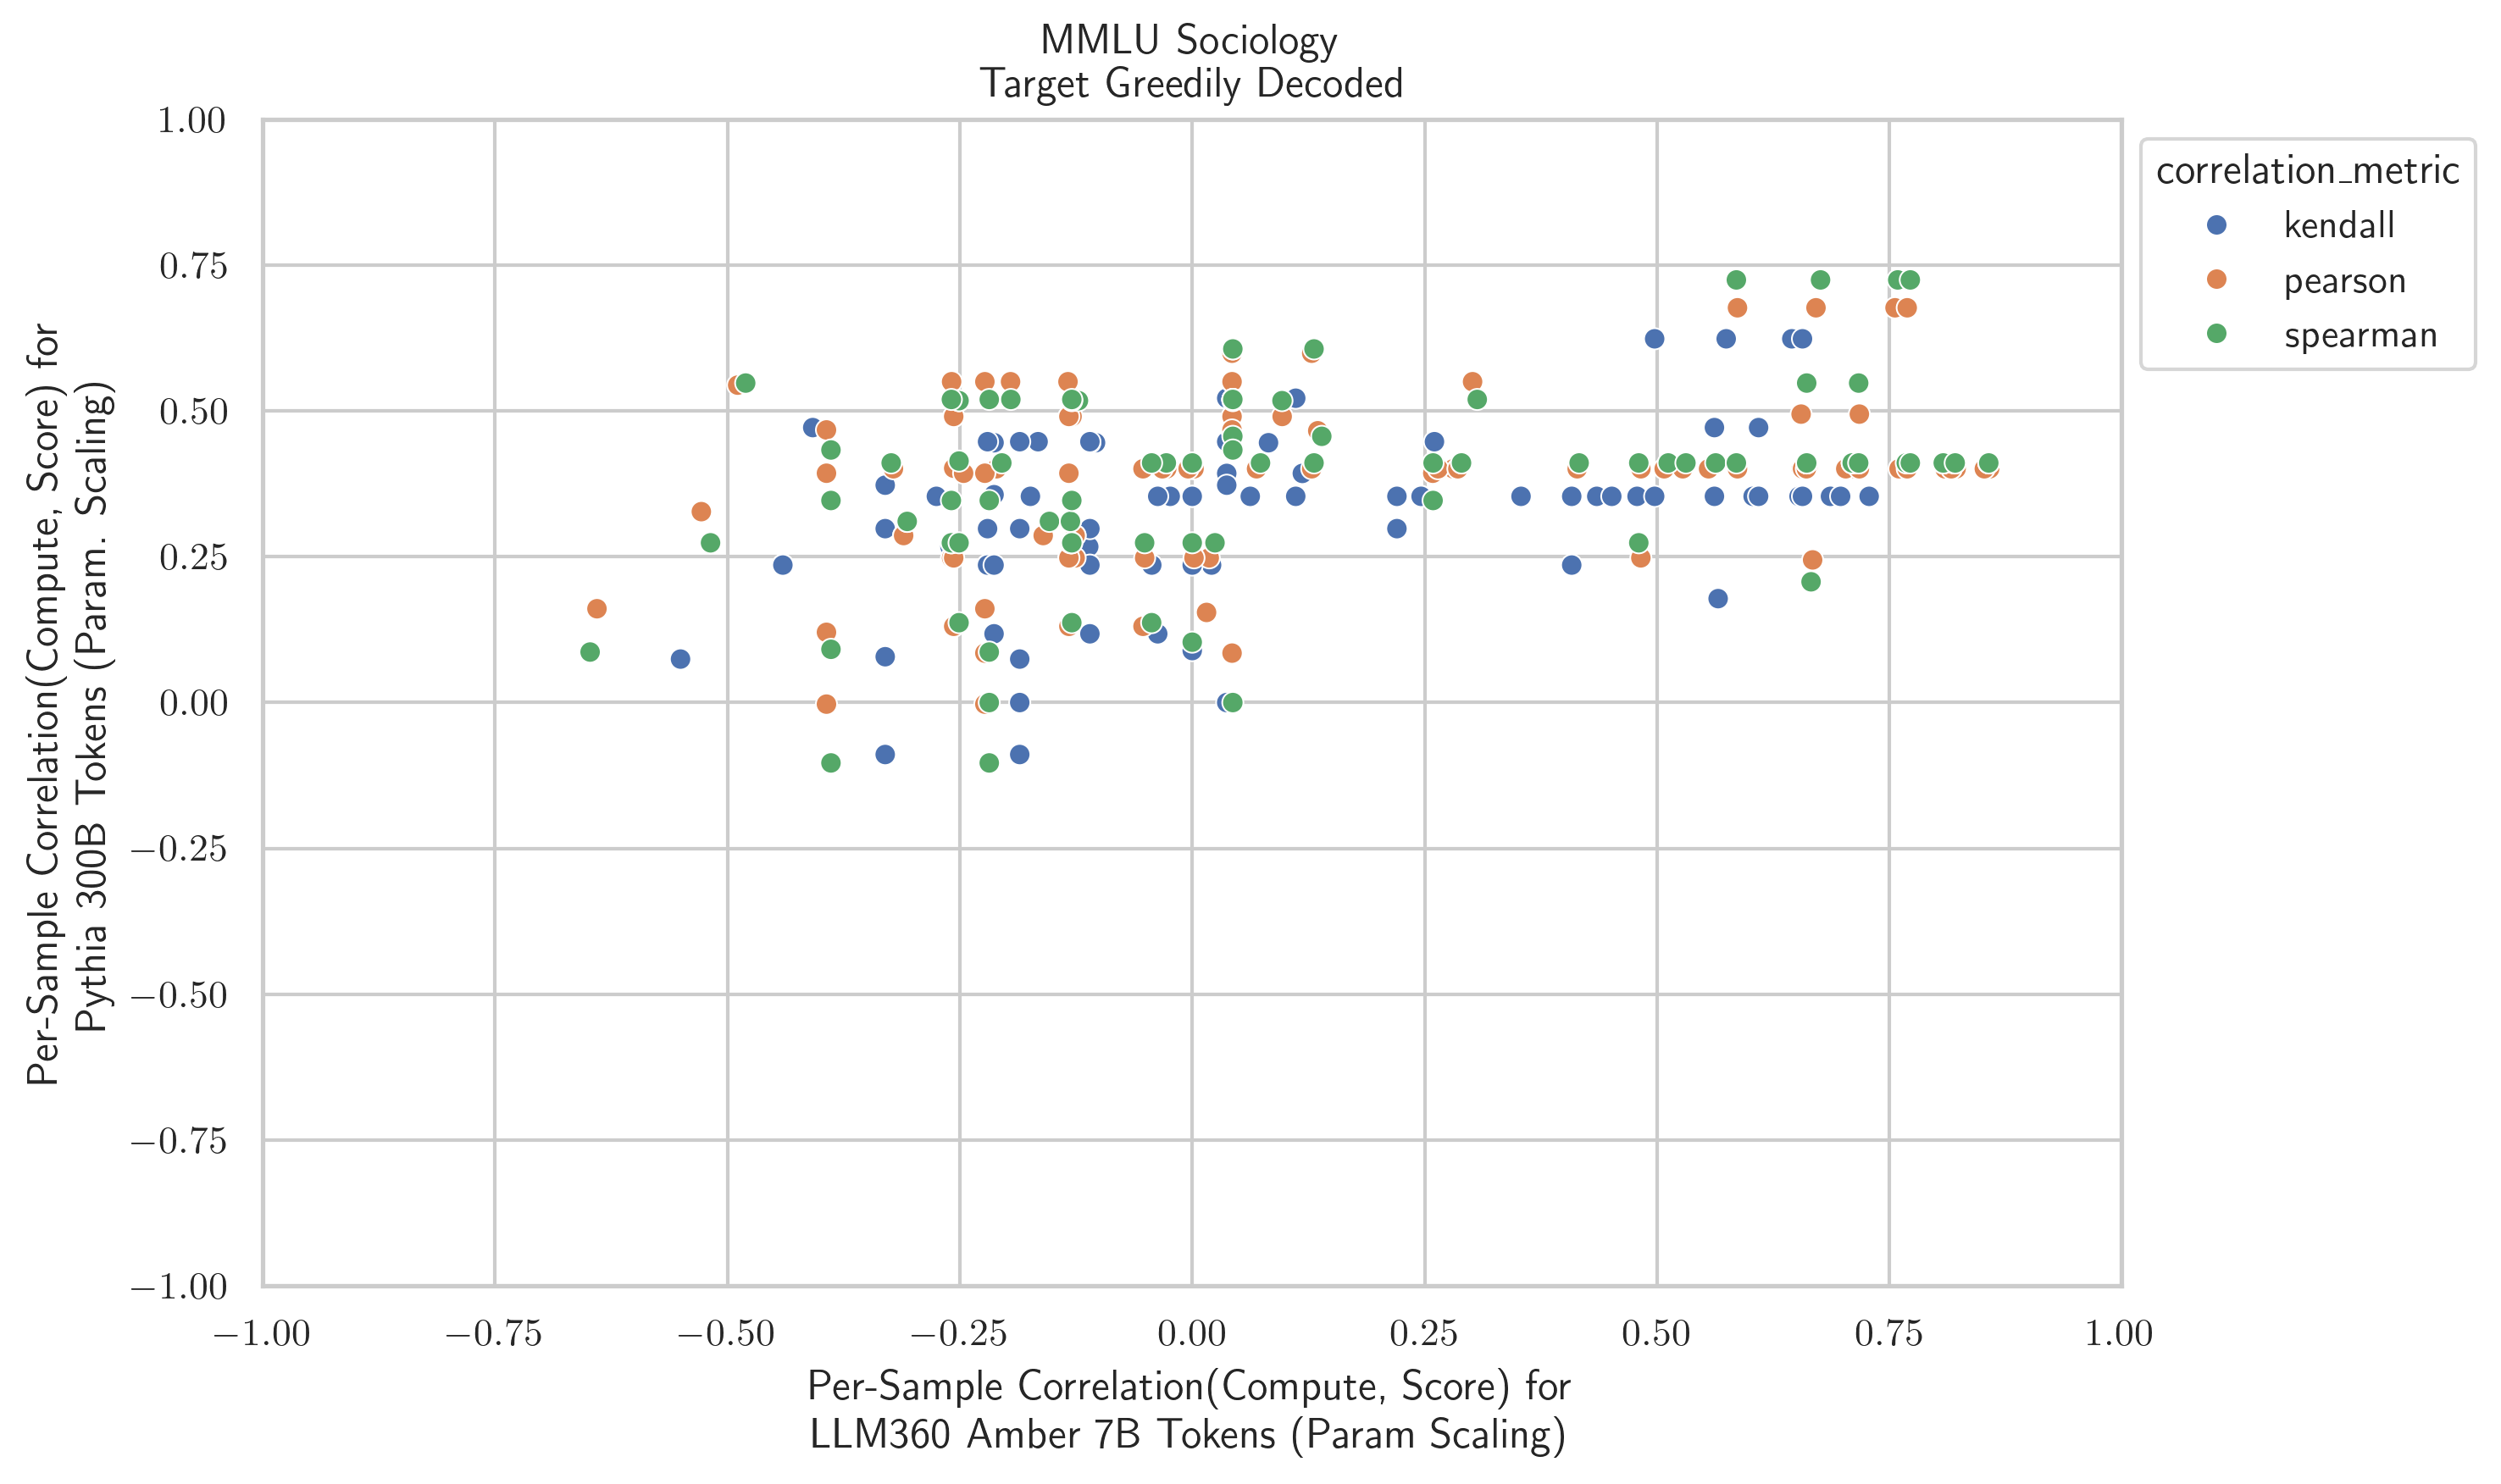 MMLU Sociology
Target Greedily Decoded
Per-Sample Correlation(Compute, Score) for
Pythia 300B Tokens (Param. Scaling)
1.00
0.75
0.50
0.25
0.00
−0.25
−0.50
−0.75
−1.00
−1.00 −0.75 −0.50 −0.25 0.00 0.25 0.50 0.75 1.00
Per-Sample Correlation(Compute, Score) for
LLM360 Amber 7B Tokens (Param Scaling)
correlation_metric
kendall
pearson
spearman